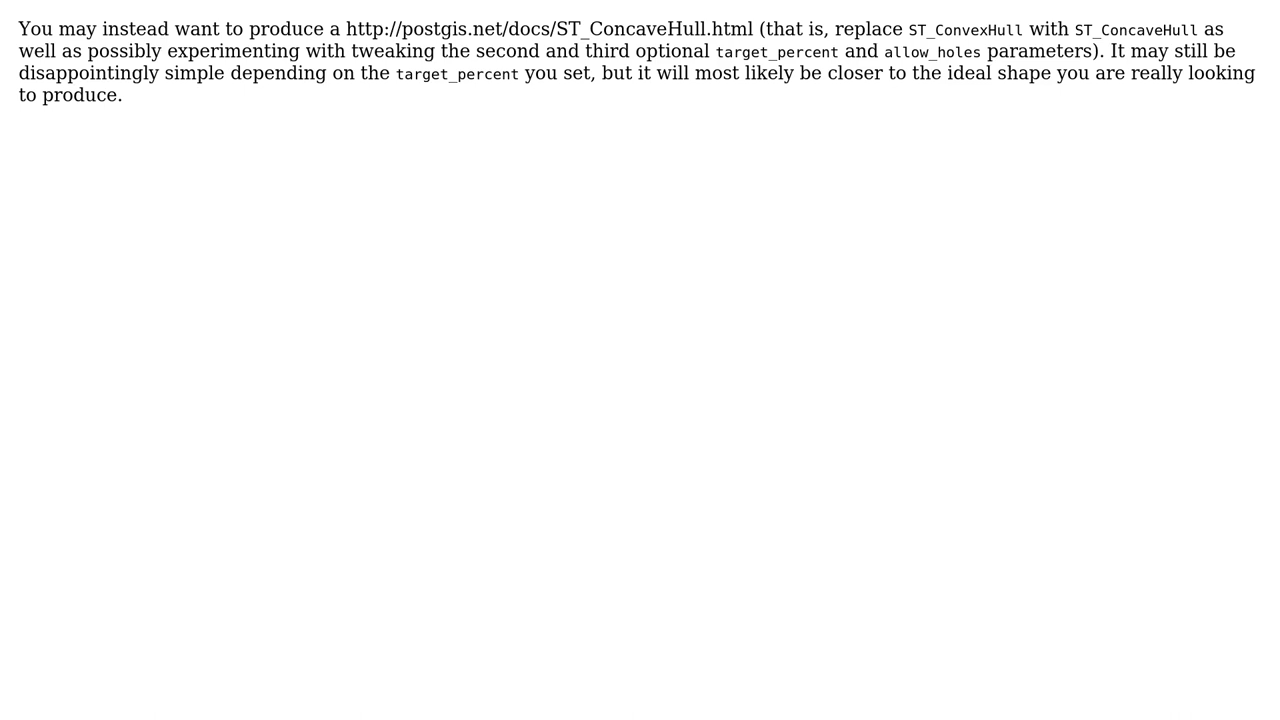 You may instead want to produce a http://postgis.net/docs/ST_ConcaveHull.html (that is, replace ST_ConvexHull with ST_ConcaveHull as
well as possibly experimenting with tweaking the second and third optional target_percent and allow_holes parameters). It may still be
disappointingly simple depending on the target_percent you set, but it will most likely be closer to the ideal shape you are really looking
to produce.